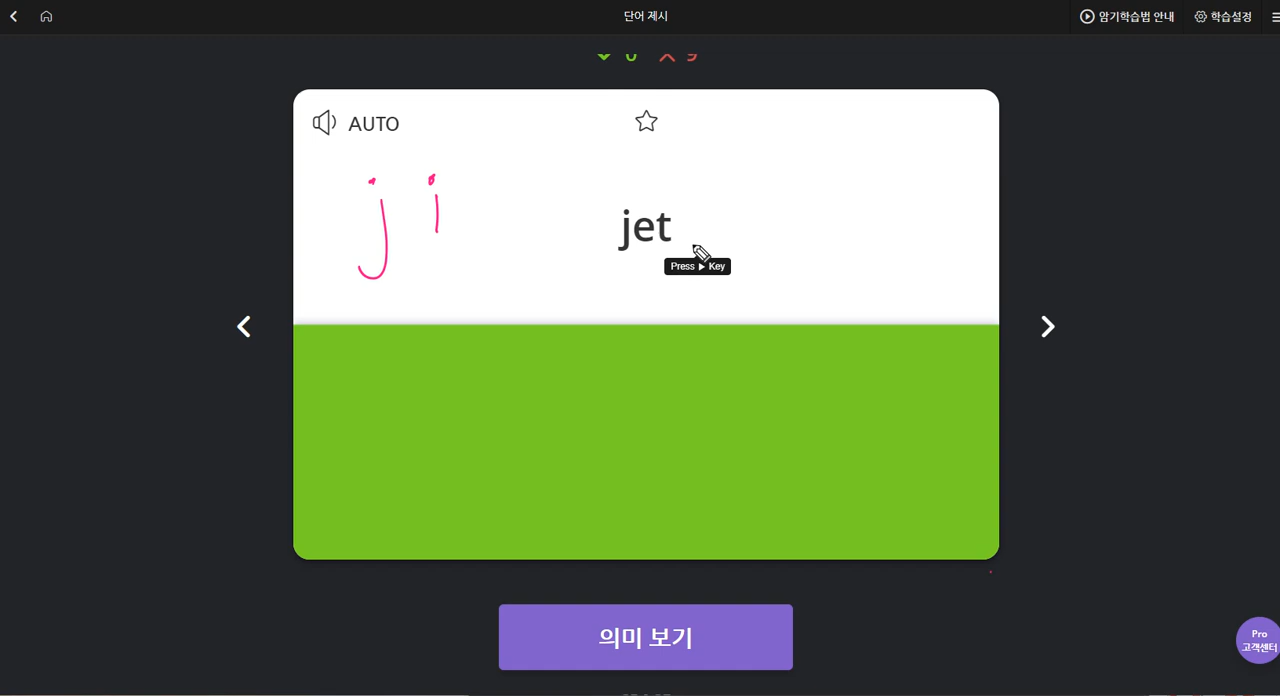 단어 제시
암기학습법 안내
학습설정
AUTO
j i
jet
Press ▶ Key
의미 보기
Pro
고객센터